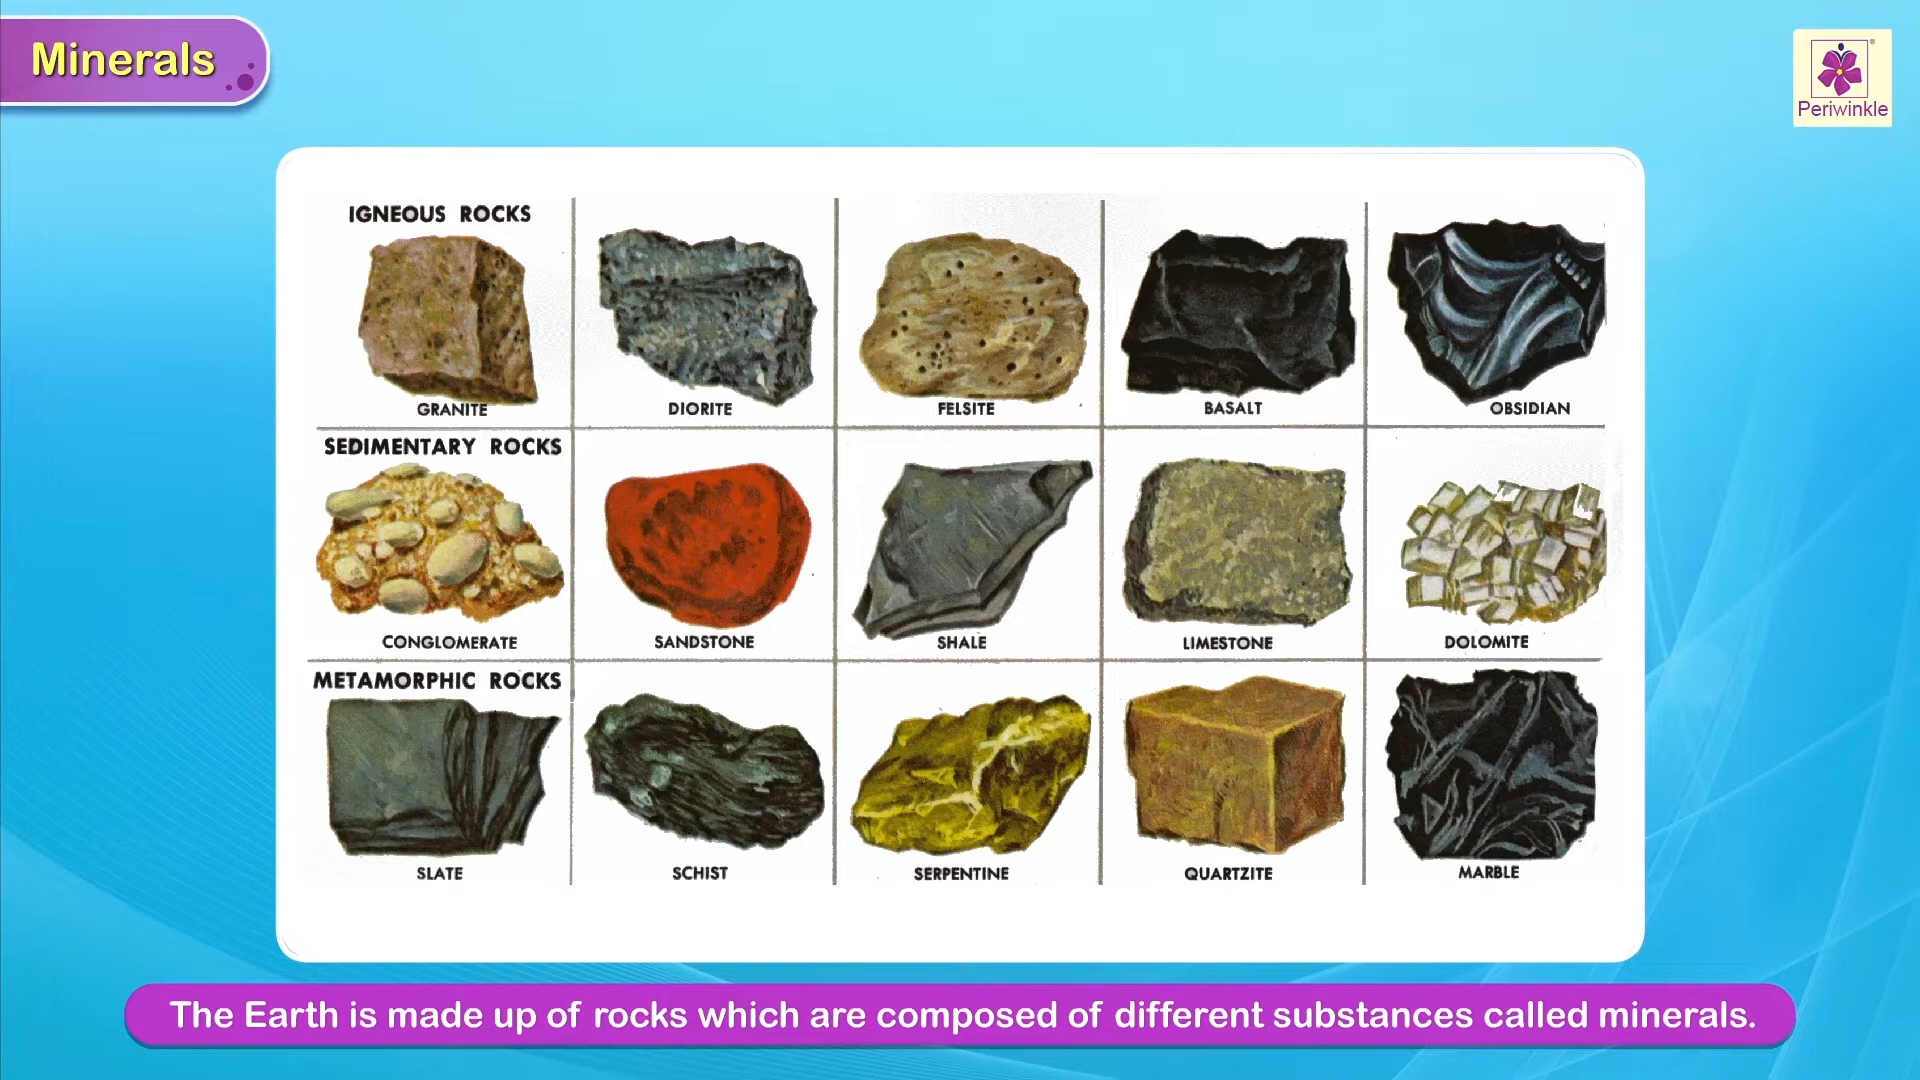 Minerals
Periwinkle
IGNEOUS ROCKS
GRANITE
DIORITE
FELSITE
BASALT
OBSIDIAN
SEDIMENTARY ROCKS
CONGLOMERATE
SANDSTONE
SHALE
LIMESTONE
DOLOMITE
METAMORPHIC ROCKS
SLATE
SCHIST
SERPENTINE
QUARTZITE
MARBLE
The Earth is made up of rocks which are composed of different substances called minerals.